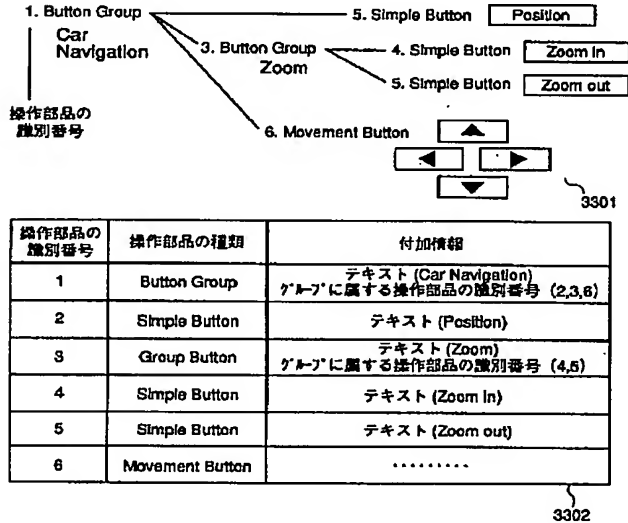 1. Button Group
Car
Navigation
操作部品の
識別番号
5. Simple Button Position
3. Button Group
Zoom
4. Simple Button Zoom in
5. Simple Button Zoom out
6. Movement Button
3301
操作部品の
識別番号 操作部品の種類 付加情報
1 Button Group テキスト (Car Navigation)
グループに属する操作部品の識別番号 (2,3,6)
2 Simple Button テキスト (Position)
3 Group Button テキスト (Zoom)
グループに属する操作部品の識別番号 (4,5)
4 Simple Button テキスト (Zoom in)
5 Simple Button テキスト (Zoom out)
6 Movement Button ·········
3302